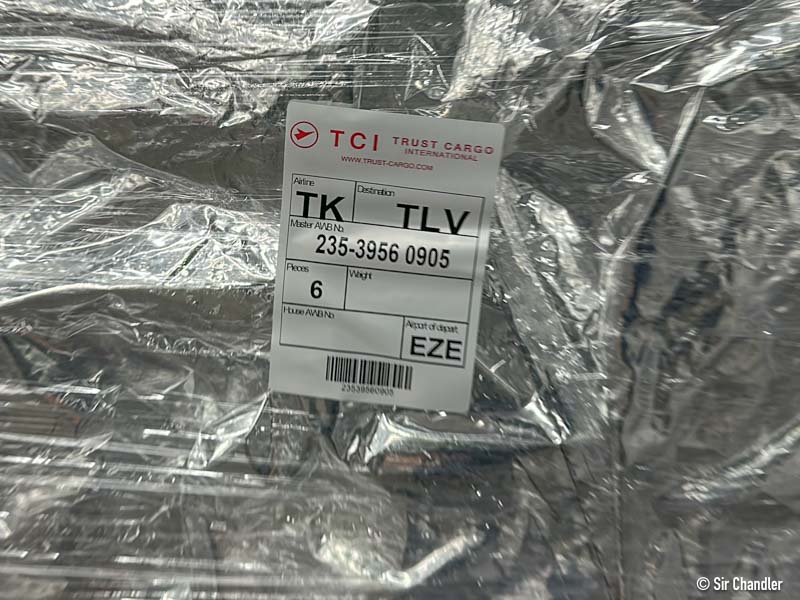 TCI TRUST CARGO
INTERNATIONAL
WWW.TRUST-CARGO.COM
Airline
TK
Destination
TLV
Master AWB No.
235-3956 0905
Pieces
6
Weight
House AWB No.
Airport of depart.
EZE
23539560905
© Sir Chandler